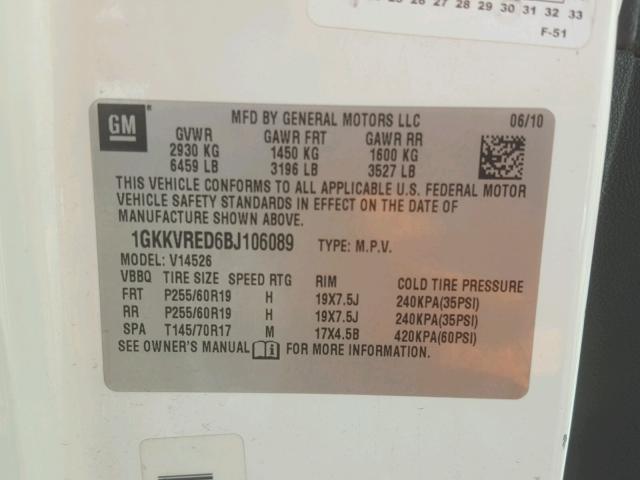 25 26 27 28 29 30 31 32 33
F-51
GM
MFD BY GENERAL MOTORS LLC 06/10
GVWR GAWR FRT GAWR RR
2930 KG 1450 KG 1600 KG
6459 LB 3196 LB 3527 LB
THIS VEHICLE CONFORMS TO ALL APPLICABLE U.S. FEDERAL MOTOR
VEHICLE SAFETY STANDARDS IN EFFECT ON THE DATE OF
MANUFACTURE SHOWN ABOVE.
1GKKVRED6BJ106089 TYPE: M.P.V.
MODEL: V14526
VBBQ TIRE SIZE SPEED RTG RIM COLD TIRE PRESSURE
FRT P255/60R19 H 19X7.5J 240KPA(35PSI)
RR P255/60R19 H 19X7.5J 240KPA(35PSI)
SPA T145/70R17 M 17X4.5B 420KPA(60PSI)
SEE OWNER'S MANUAL FOR MORE INFORMATION.